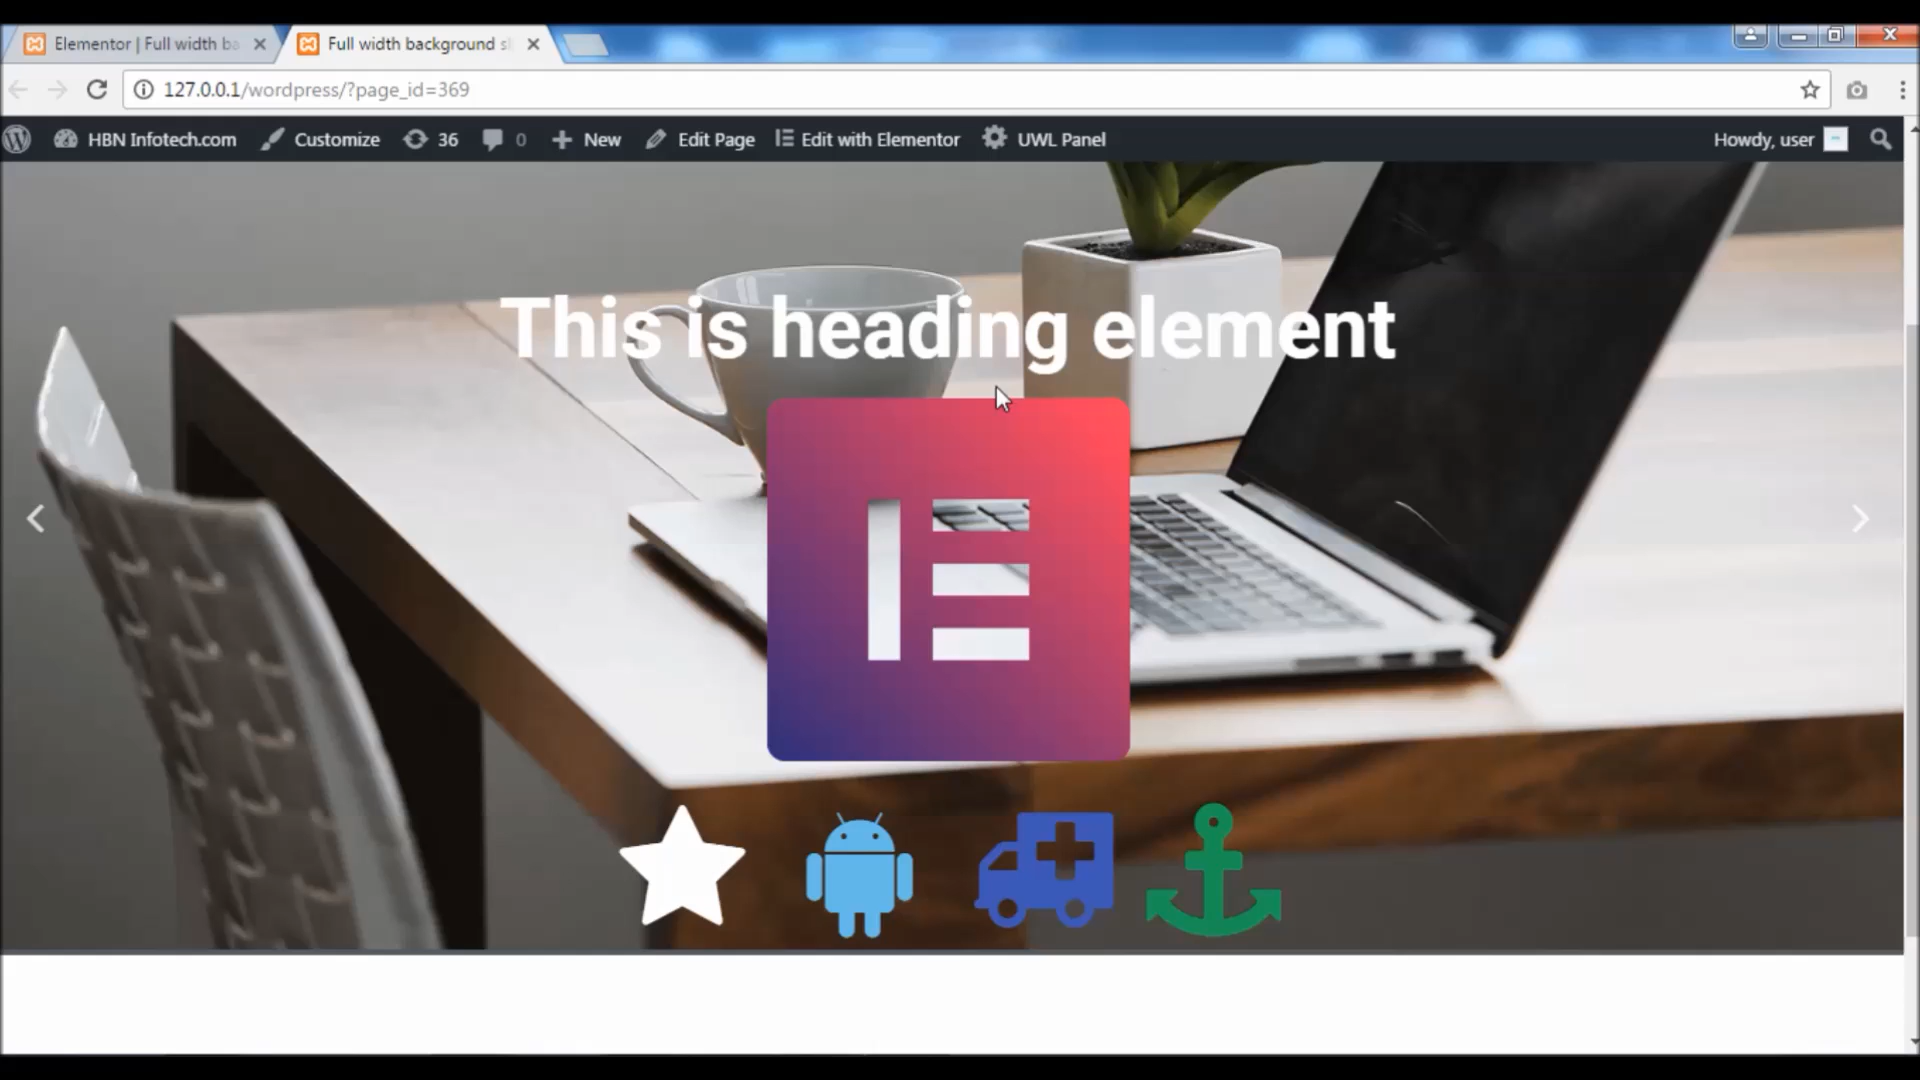 Elementor | Full width ba
Full width background sl
127.0.0.1/wordpress/?page_id=369
HBN Infotech.com
Customize
36
0
New
Edit Page
Edit with Elementor
UWL Panel
Howdy, user
This is heading element